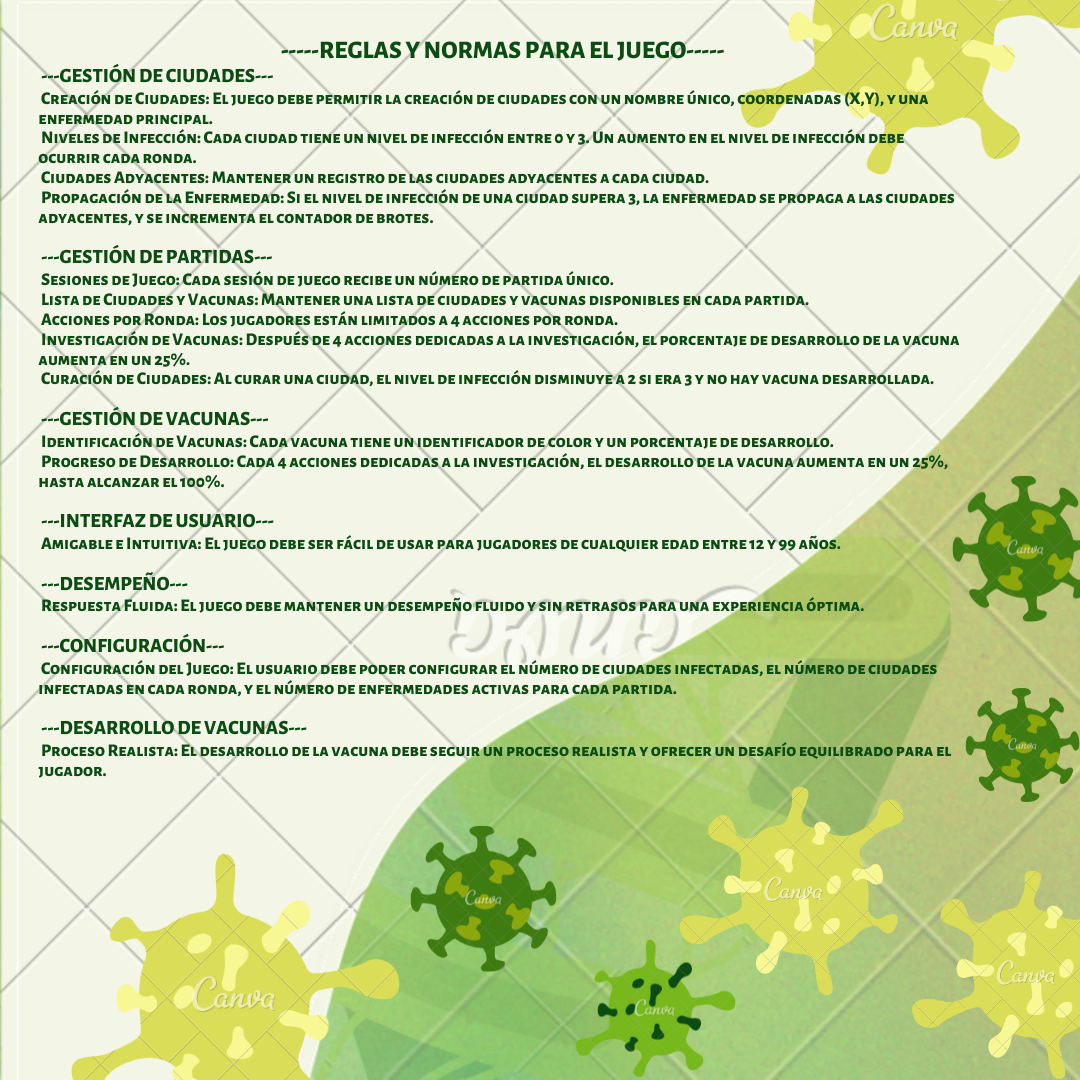 -----REGLAS Y NORMAS PARA EL JUEGO-----
---GESTIÓN DE CIUDADES---
Creación de Ciudades: El juego debe permitir la creación de ciudades con un nombre único, coordenadas (X,Y), y una
enfermedad principal.
Niveles de Infección: Cada ciudad tiene un nivel de infección entre 0 y 3. Un aumento en el nivel de infección debe
ocurrir cada ronda.
Ciudades Adyacentes: Mantener un registro de las ciudades adyacentes a cada ciudad.
Propagación de la Enfermedad: Si el nivel de infección de una ciudad supera 3, la enfermedad se propaga a las ciudades
adyacentes, y se incrementa el contador de brotes.
---GESTIÓN DE PARTIDAS---
Sesiones de Juego: Cada sesión de juego recibe un número de partida único.
Lista de Ciudades y Vacunas: Mantener una lista de ciudades y vacunas disponibles en cada partida.
Acciones por Ronda: Los jugadores están limitados a 4 acciones por ronda.
Investigación de Vacunas: Después de 4 acciones dedicadas a la investigación, el porcentaje de desarrollo de la vacuna
aumenta en un 25%.
Curación de Ciudades: Al curar una ciudad, el nivel de infección disminuye a 2 si era 3 y no hay vacuna desarrollada.
---GESTIÓN DE VACUNAS---
Identificación de Vacunas: Cada vacuna tiene un identificador de color y un porcentaje de desarrollo.
Progreso de Desarrollo: Cada 4 acciones dedicadas a la investigación, el desarrollo de la vacuna aumenta en un 25%,
hasta alcanzar el 100%.
---INTERFAZ DE USUARIO---
Amigable e Intuitiva: El juego debe ser fácil de usar para jugadores de cualquier edad entre 12 y 99 años.
---DESEMPEÑO---
Respuesta Fluida: El juego debe mantener un desempeño fluido y sin retrasos para una experiencia óptima.
---CONFIGURACIÓN---
Configuración del Juego: El usuario debe poder configurar el número de ciudades infectadas, el número de ciudades
infectadas en cada ronda, y el número de enfermedades activas para cada partida.
---DESARROLLO DE VACUNAS---
Proceso Realista: El desarrollo de la vacuna debe seguir un proceso realista y ofrecer un desafío equilibrado para el
jugador.
Canva
Canva
Canva
Canva
Canva
Canva
Canva
Canva
Canva